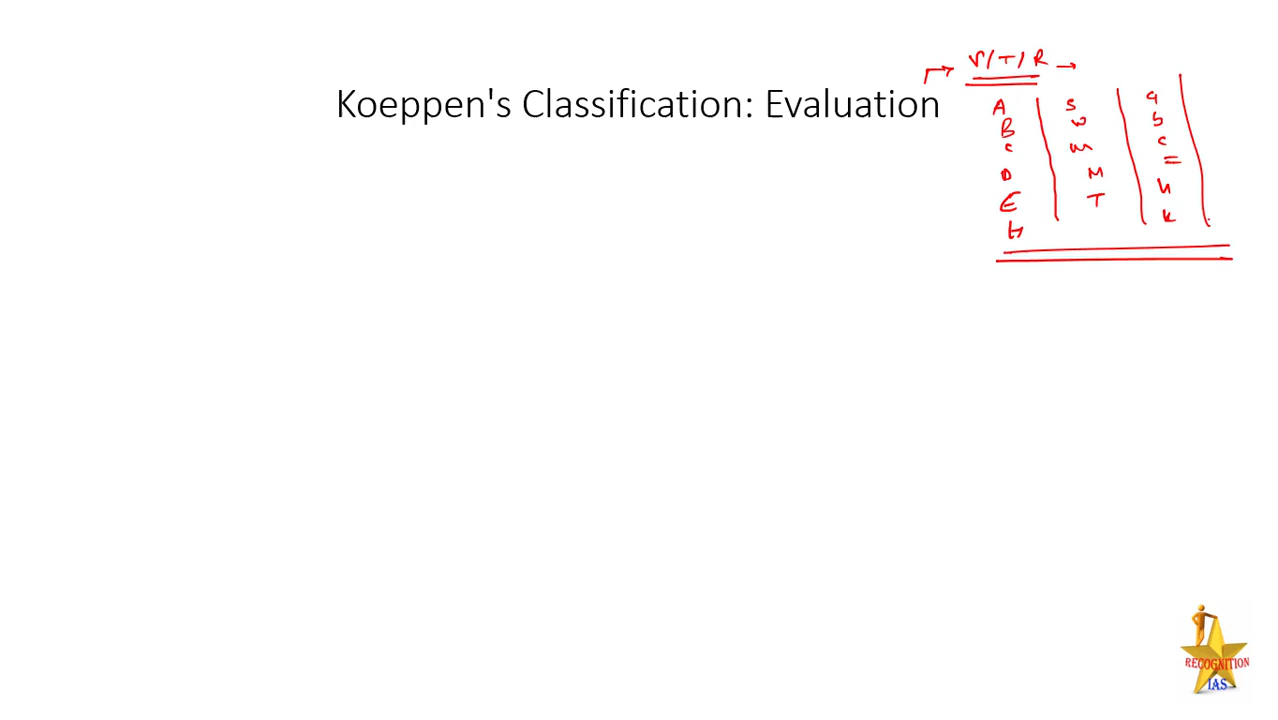 V/T/R
Koeppen's Classification: Evaluation
A S a
B W b
C m c
D M h
E T k
H
RECOGNITION
IAS